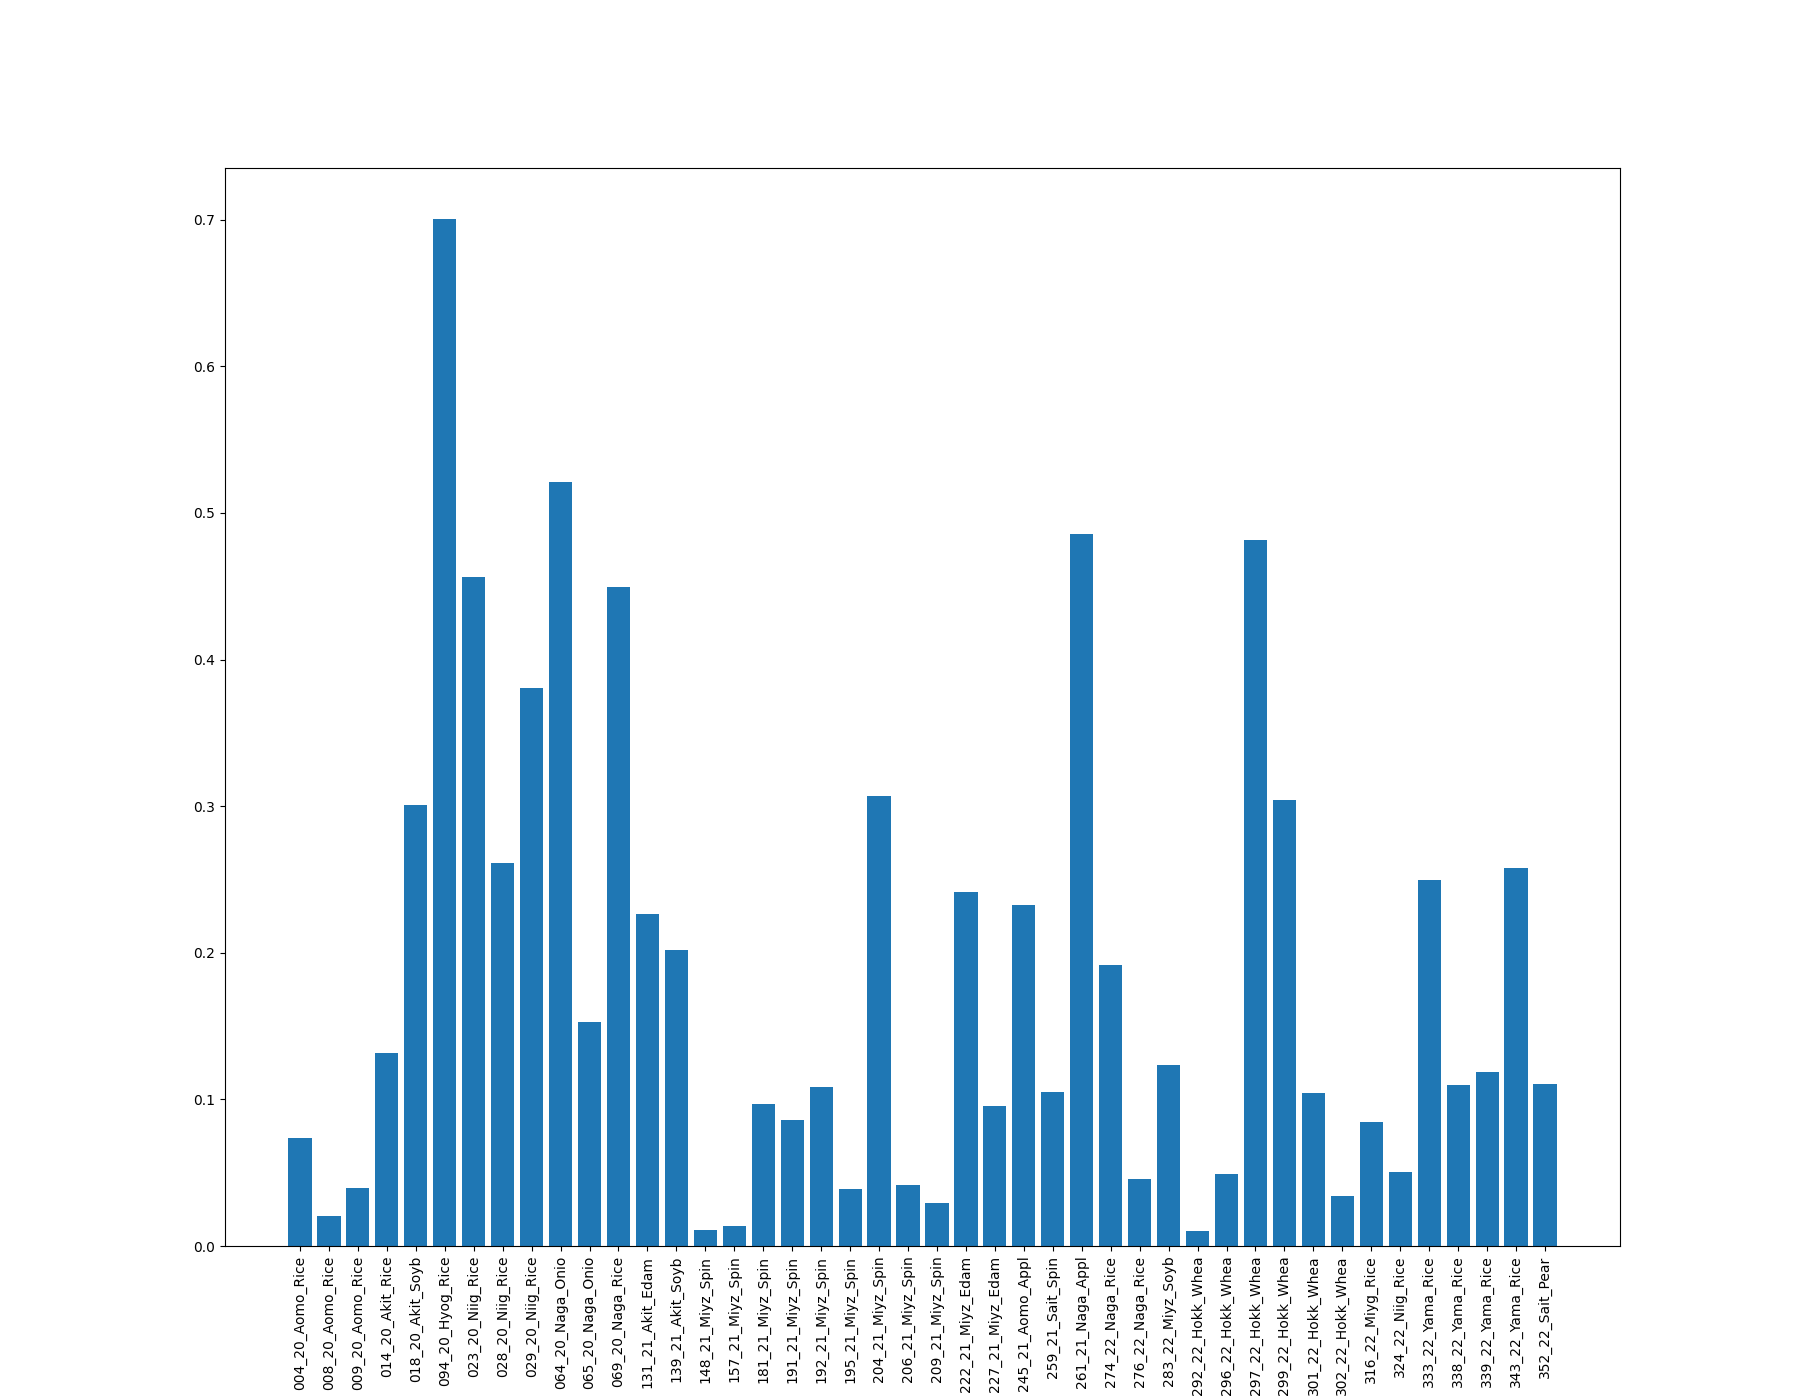 0.7
0.6
0.5
0.4
0.3
0.2
0.1
0.0
004_20_Aomo_Rice
008_20_Aomo_Rice
009_20_Aomo_Rice
014_20_Akit_Rice
018_20_Akit_Soyb
094_20_Hyog_Rice
023_20_Niig_Rice
028_20_Niig_Rice
029_20_Niig_Rice
064_20_Naga_Onio
065_20_Naga_Onio
069_20_Naga_Rice
131_21_Akit_Edam
139_21_Akit_Soyb
148_21_Miyz_Spin
157_21_Miyz_Spin
181_21_Miyz_Spin
191_21_Miyz_Spin
192_21_Miyz_Spin
195_21_Miyz_Spin
204_21_Miyz_Spin
206_21_Miyz_Spin
209_21_Miyz_Spin
222_21_Miyz_Edam
227_21_Miyz_Edam
245_21_Aomo_Appl
259_21_Sait_Spin
261_21_Naga_Appl
274_22_Naga_Rice
276_22_Naga_Rice
283_22_Miyz_Soyb
292_22_Hokk_Whea
296_22_Hokk_Whea
297_22_Hokk_Whea
299_22_Hokk_Whea
301_22_Hokk_Whea
302_22_Hokk_Whea
316_22_Miyg_Rice
324_22_Niig_Rice
333_22_Yama_Rice
338_22_Yama_Rice
339_22_Yama_Rice
343_22_Yama_Rice
352_22_Sait_Pear